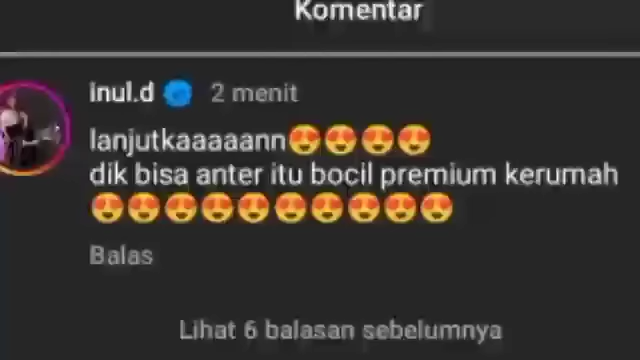 Komentar
inul.d 2 menit
lanjutkaaaaann😍😍😍😍
dik bisa anter itu bocil premium kerumah
😍😍😍😍😍😍😍😍😍😍
Balas
Lihat 6 balasan sebelumnya